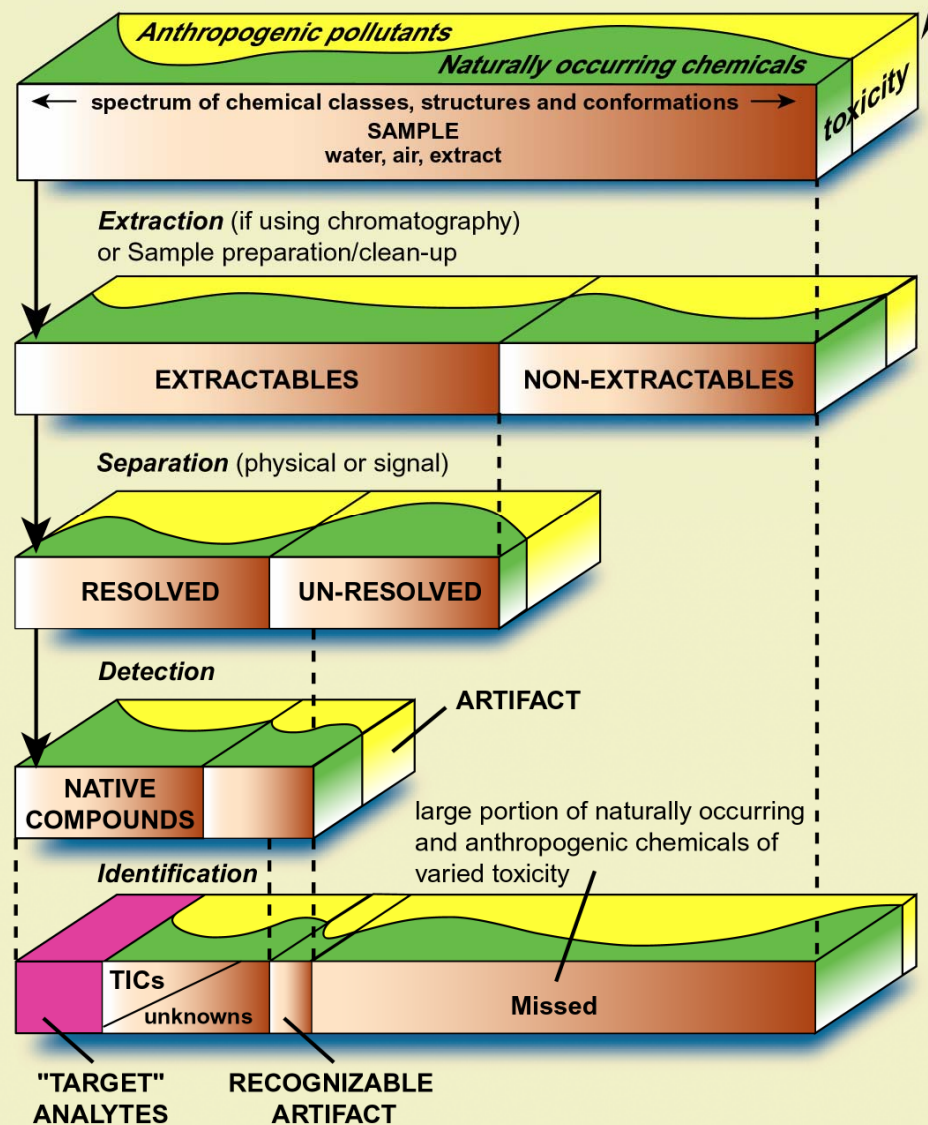 Anthropogenic pollutants
Naturally occurring chemicals
toxicity
← spectrum of chemical classes, structures and conformations →
SAMPLE
water, air, extract
Extraction (if using chromatography)
or Sample preparation/clean-up
EXTRACTABLES
NON-EXTRACTABLES
Separation (physical or signal)
RESOLVED
UN-RESOLVED
Detection
ARTIFACT
NATIVE
COMPOUNDS
large portion of naturally occurring
and anthropogenic chemicals of
varied toxicity
Identification
TICs
unknowns
Missed
"TARGET"
ANALYTES
RECOGNIZABLE
ARTIFACT